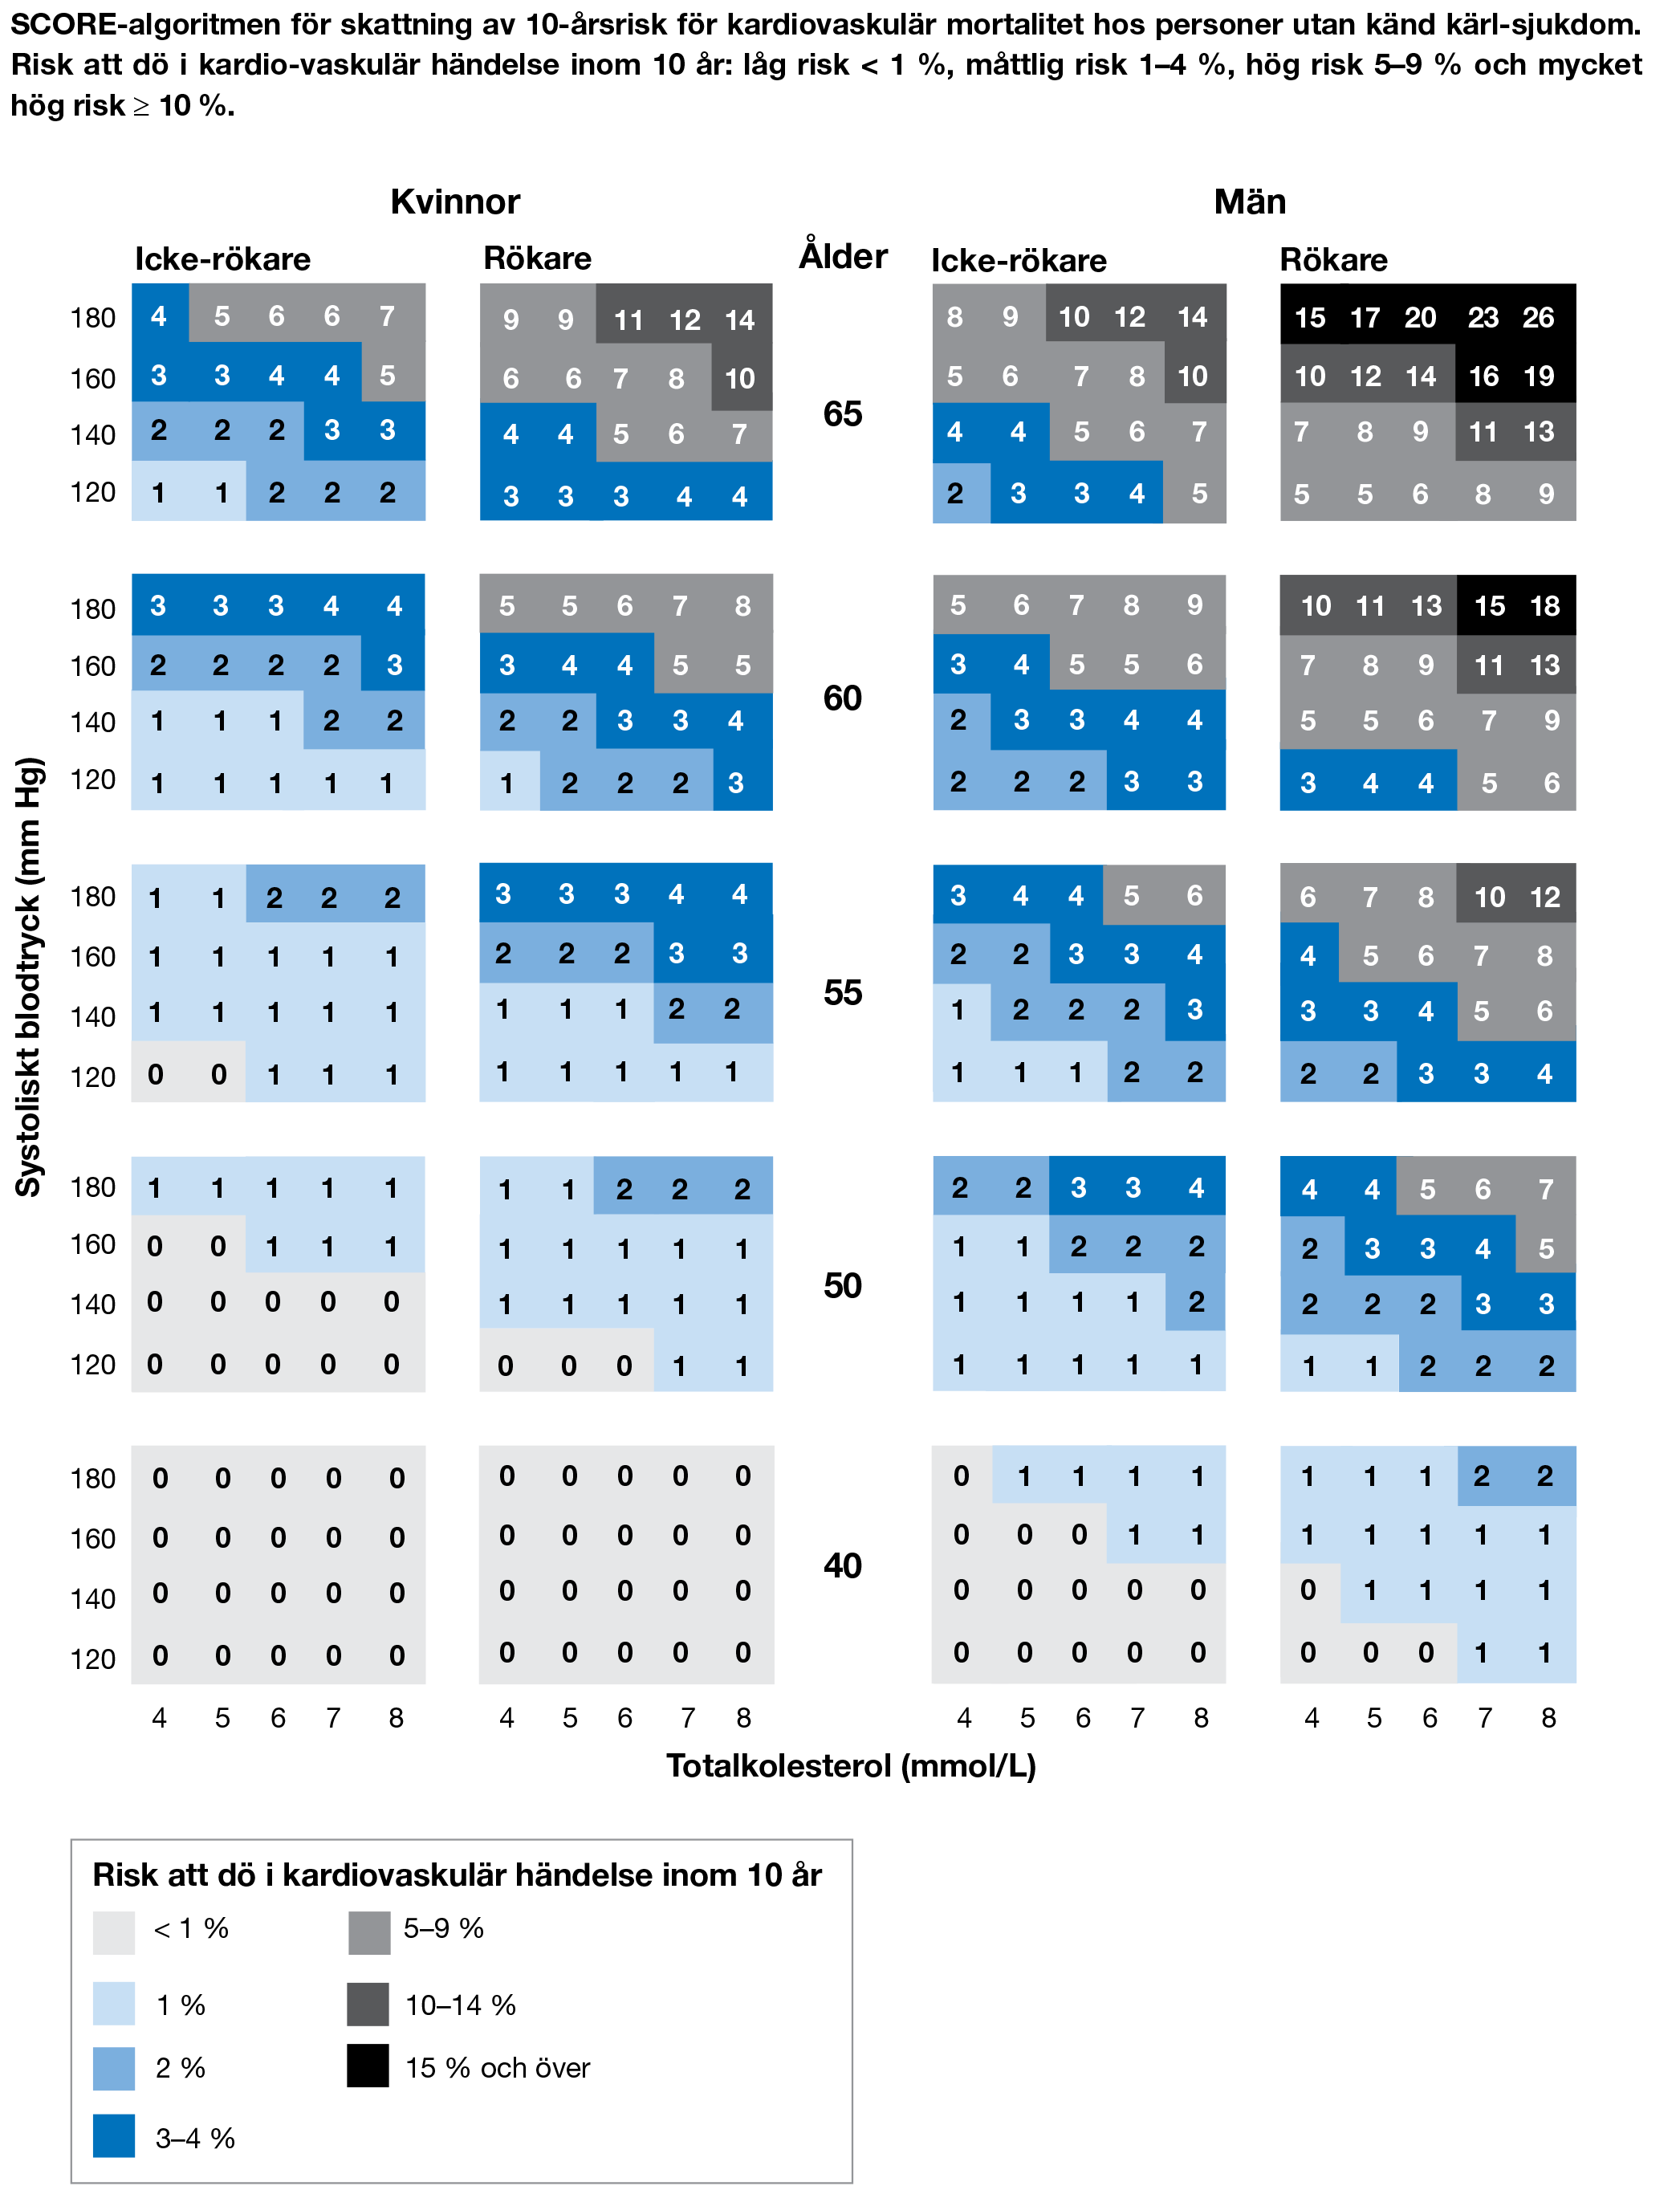 SCORE-algoritmen för skattning av 10-årsrisk för kardiovaskulär mortalitet hos personer utan känd kärl-sjukdom.
Risk att dö i kardio-vaskulär händelse inom 10 år: låg risk < 1 %, måttlig risk 1–4 %, hög risk 5–9 % och mycket
hög risk ≥ 10 %.
Kvinnor Män
Icke-rökare Rökare Ålder Icke-rökare Rökare
180 4 5 6 6 7 9 9 11 12 14 8 9 10 12 14 15 17 20 23 26
160 3 3 4 4 5 6 6 7 8 10 5 6 7 8 10 10 12 14 16 19
65
140 2 2 2 3 3 4 4 5 6 7 4 4 5 6 7 7 8 9 11 13
120 1 1 2 2 2 3 3 3 4 4 2 3 3 4 5 5 5 6 8 9
180 3 3 3 4 4 5 5 6 7 8 5 6 7 8 9 10 11 13 15 18
160 2 2 2 2 3 3 4 4 5 5 3 4 5 5 6 7 8 9 11 13
60
140 1 1 1 2 2 2 2 3 3 4 2 3 3 4 4 5 5 6 7 9
120 1 1 1 1 1 1 2 2 2 3 2 2 2 3 3 3 4 4 5 6
180 1 1 2 2 2 3 3 3 4 4 3 4 4 5 6 6 7 8 10 12
160 1 1 1 1 1 2 2 2 3 3 2 2 3 3 4 4 5 6 7 8
55
140 1 1 1 1 1 1 1 1 2 2 1 2 2 2 3 3 3 4 5 6
120 0 0 1 1 1 1 1 1 1 1 1 1 1 2 2 2 2 3 3 4
180 1 1 1 1 1 1 1 2 2 2 2 2 3 3 4 4 4 5 6 7
160 0 0 1 1 1 1 1 1 1 1 1 1 2 2 2 2 3 3 4 5
50
140 0 0 0 0 0 1 1 1 1 1 1 1 1 1 2 2 2 2 3 3
120 0 0 0 0 0 0 0 0 1 1 1 1 1 1 1 1 1 2 2 2
180 0 0 0 0 0 0 0 0 0 0 0 1 1 1 1 1 1 1 2 2
160 0 0 0 0 0 0 0 0 0 0 0 0 0 1 1 1 1 1 1 1
40
140 0 0 0 0 0 0 0 0 0 0 0 0 0 0 0 0 1 1 1 1
120 0 0 0 0 0 0 0 0 0 0 0 0 0 0 0 0 0 0 1 1
4 5 6 7 8 4 5 6 7 8 4 5 6 7 8 4 5 6 7 8
Systoliskt blodtryck (mm Hg)
Totalkolesterol (mmol/L)
Risk att dö i kardiovaskulär händelse inom 10 år
< 1 % 5–9 %
1 % 10–14 %
2 % 15 % och över
3–4 %